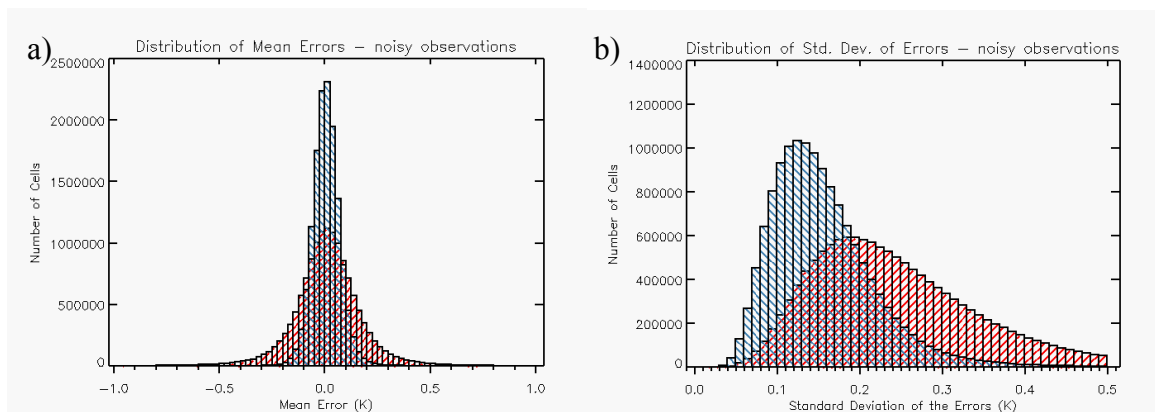 a)
Distribution of Mean Errors – noisy observations
2500000
2000000
1500000
1000000
500000
0
Number of Cells
-1.0 -0.5 0.0 0.5 1.0
Mean Error (K)
b)
Distribution of Std. Dev. of Errors – noisy observations
1400000
1200000
1000000
800000
600000
400000
200000
0
Number of Cells
0.0 0.1 0.2 0.3 0.4 0.5
Standard Deviation of the Errors (K)